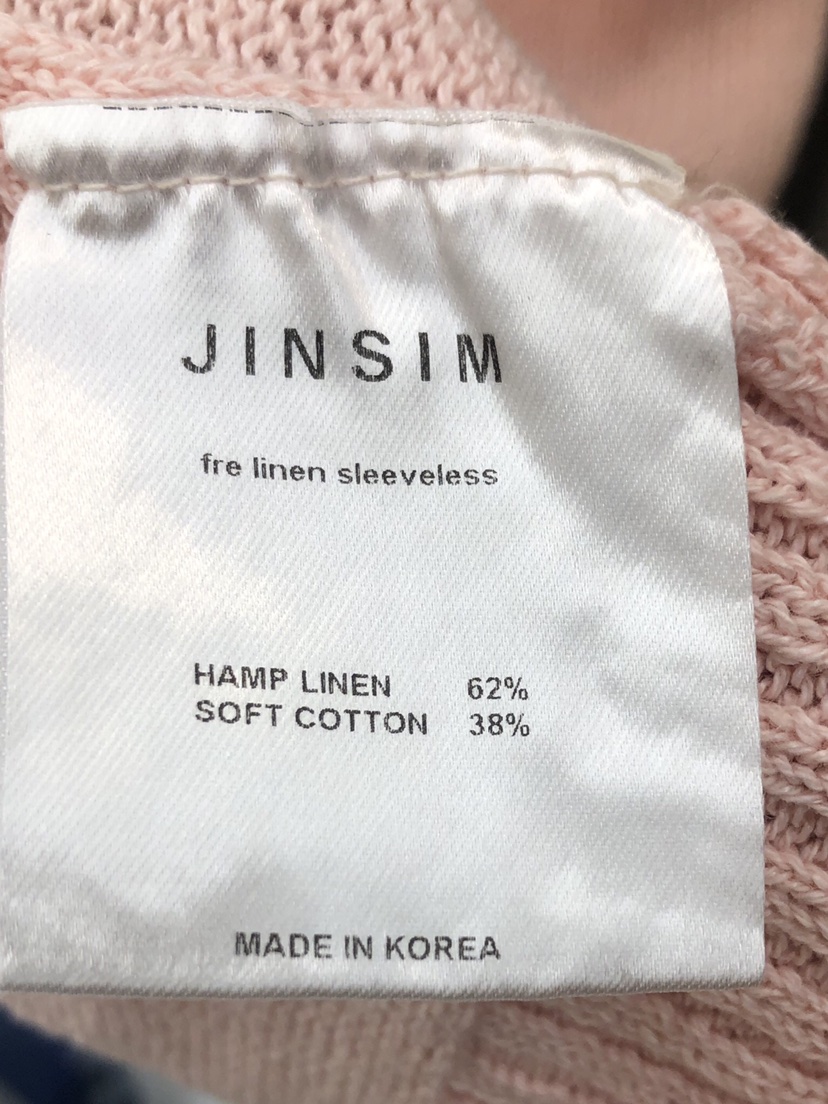 JINSIM
fre linen sleeveless
HAMP LINEN 62%
SOFT COTTON 38%
MADE IN KOREA